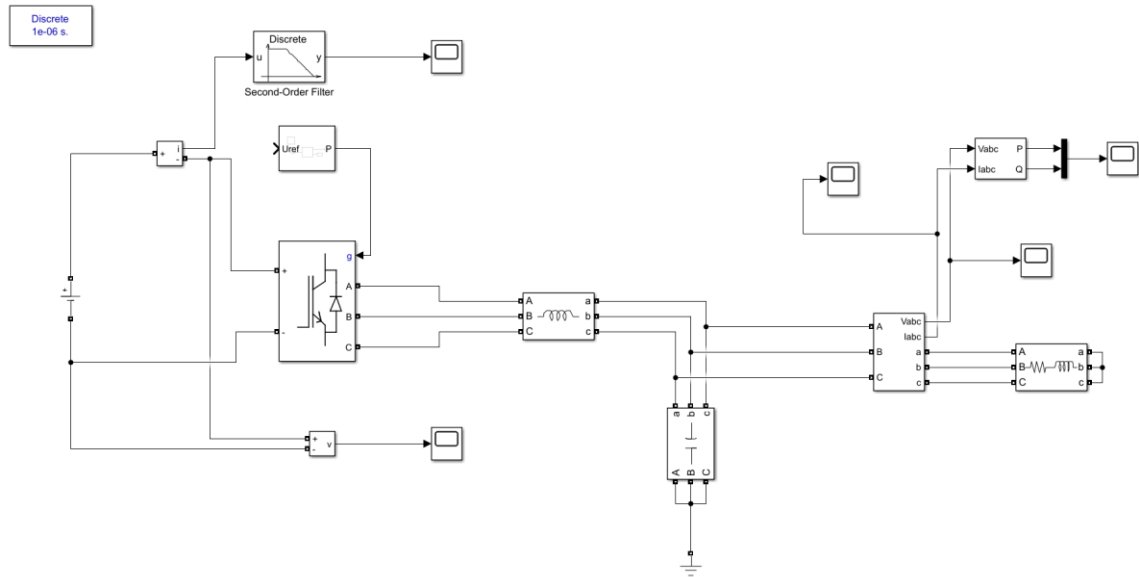 Discrete
1e-06 s.
Discrete
u y
Second-Order Filter
+ i
-
Uref P
Vabc P
Iabc Q
g
+
A
B
-
C
+
A a
B b
C c
Vabc
Iabc
A
B a
b
C c
A a
B b
C c
a b c
A B C
+ v
-